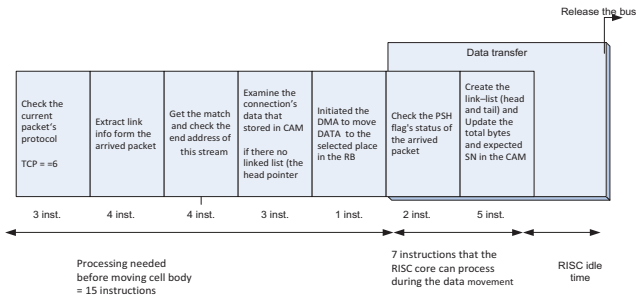 Release the bus
Data transfer
Check the
current
packet's
protocol
TCP = =6
Extract link
info form the
arrived packet
Get the match
and check the
end address of
this stream
Examine the
connection's
data that
stored in CAM
if there no
linked list (the
head pointer
Initiated the
DMA to move
DATA to the
selected place
in the RB
Check the PSH
flag's status of
the arrived
packet
Create the
link–list (head
and tail) and
Update the
total bytes
and expected
SN in the CAM
3 inst.
4 inst.
4 inst.
3 inst.
1 inst.
2 inst.
5 inst.
Processing needed
before moving cell body
= 15 instructions
7 instructions that the
RISC core can process
during the data movement
RISC idle
time